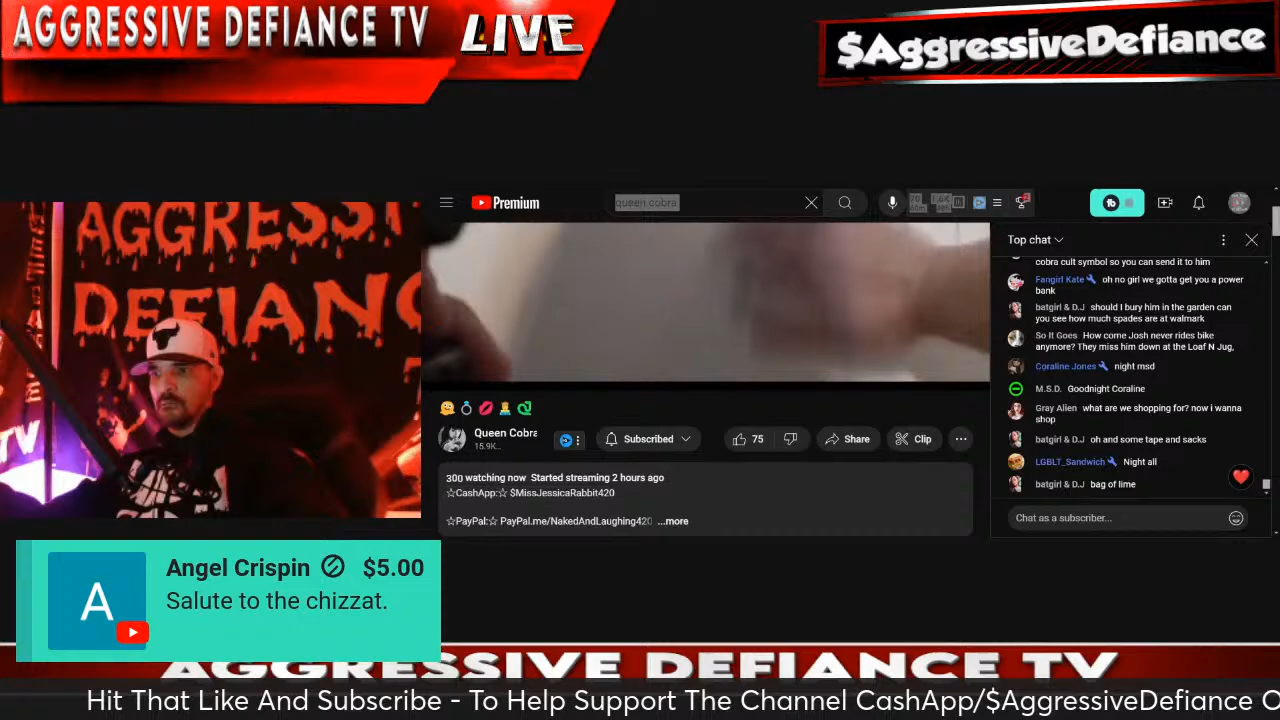 AGGRESSIVE DEFIANCE TV
LIVE
$AggressiveDefiance
AGGRESSI
DEFIANC
TV
Premium
queen cobra
Top chat
cobra cult symbol so you can send it to him
Fangirl Kate oh no girl we gotta get you a power
bank
batgirl & D.J should I bury him in the garden can
you see how much spades are at walmark
So It Goes How come Josh never rides bike
anymore? They miss him down at the Loaf N Jug,
Coraline Jones night msd
M.S.D. Goodnight Coraline
Gray Alien what are we shopping for? now i wanna
shop
batgirl & D.J oh and some tape and sacks
LGBLT_Sandwich Night all
batgirl & D.J bag of lime
Chat as a subscriber...
Queen Cobra
15.9K...
Subscribed
75
Share
Clip
300 watching now Started streaming 2 hours ago
☆CashApp:☆ $MissJessicaRabbit420
☆PayPal:☆ PayPal.me/NakedAndLaughing420 ...more
A
Angel Crispin $5.00
Salute to the chizzat.
AGGRESSIVE DEFIANCE TV
Hit That Like And Subscribe - To Help Support The Channel CashApp/$AggressiveDefiance